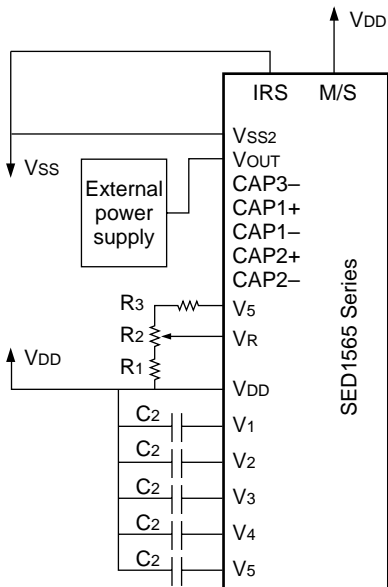 VDD
IRS M/S
VSS2
VSS
VOUT
External
power
supply
CAP3–
CAP1+
CAP1–
CAP2+
CAP2–
R3
V5
R2
VR
R1
VDD
VDD
C2
V1
C2
V2
C2
V3
C2
V4
C2
V5
SED1565 Series